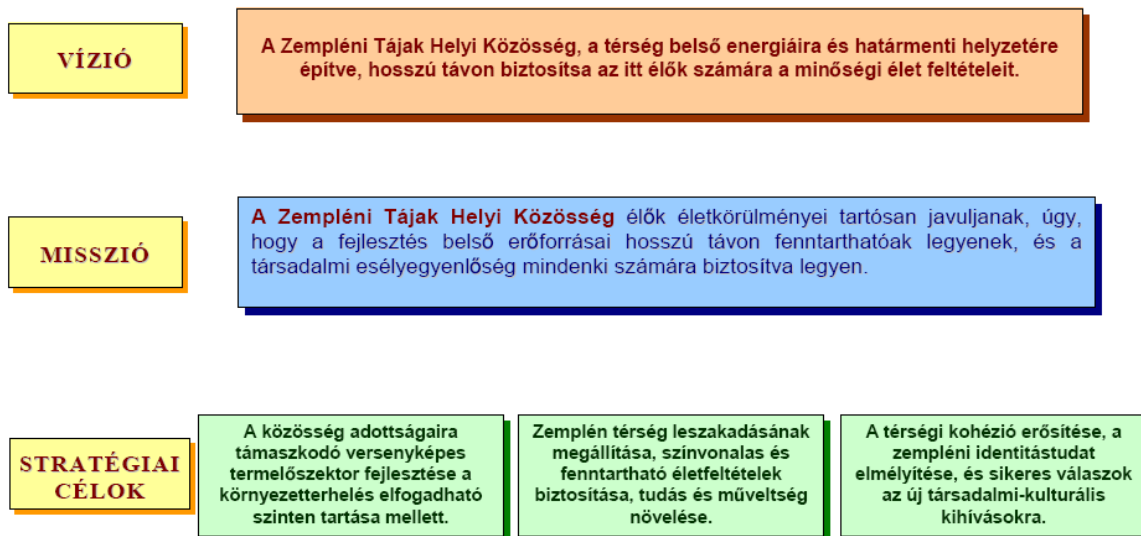 VÍZIÓ
A Zempléni Tájak Helyi Közösség, a térség belső energiáira és határmenti helyzetére
építve, hosszú távon biztosítsa az itt élők számára a minőségi élet feltételeit.
MISSZIÓ
A Zempléni Tájak Helyi Közösség élők életkörülményei tartósan javuljanak, úgy,
hogy a fejlesztés belső erőforrásai hosszú távon fenntarthatóak legyenek, és a
társadalmi esélyegyenlőség mindenki számára biztosítva legyen.
STRATÉGIAI
CÉLOK
A közösség adottságaira
támaszkodó versenyképes
termelőszektor fejlesztése a
környezetterhelés elfogadható
szinten tartása mellett.
Zemplén térség leszakadásának
megállítása, színvonalas és
fenntartható életfeltételek
biztosítása, tudás és műveltség
növelése.
A térségi kohézió erősítése, a
zempléni identitástudat
elmélyítése, és sikeres válaszok
az új társadalmi-kulturális
kihívásokra.